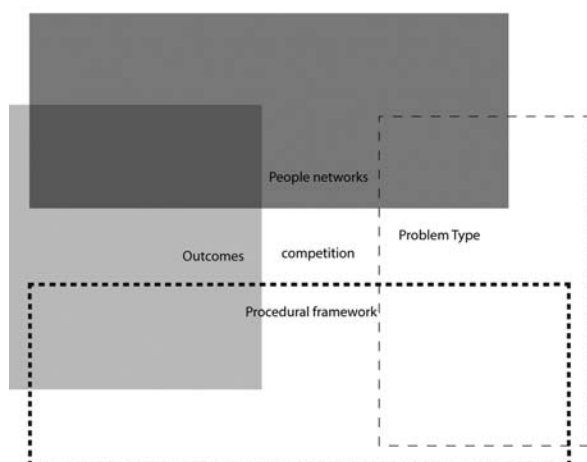 People networks
Problem Type
Outcomes
competition
Procedural framework